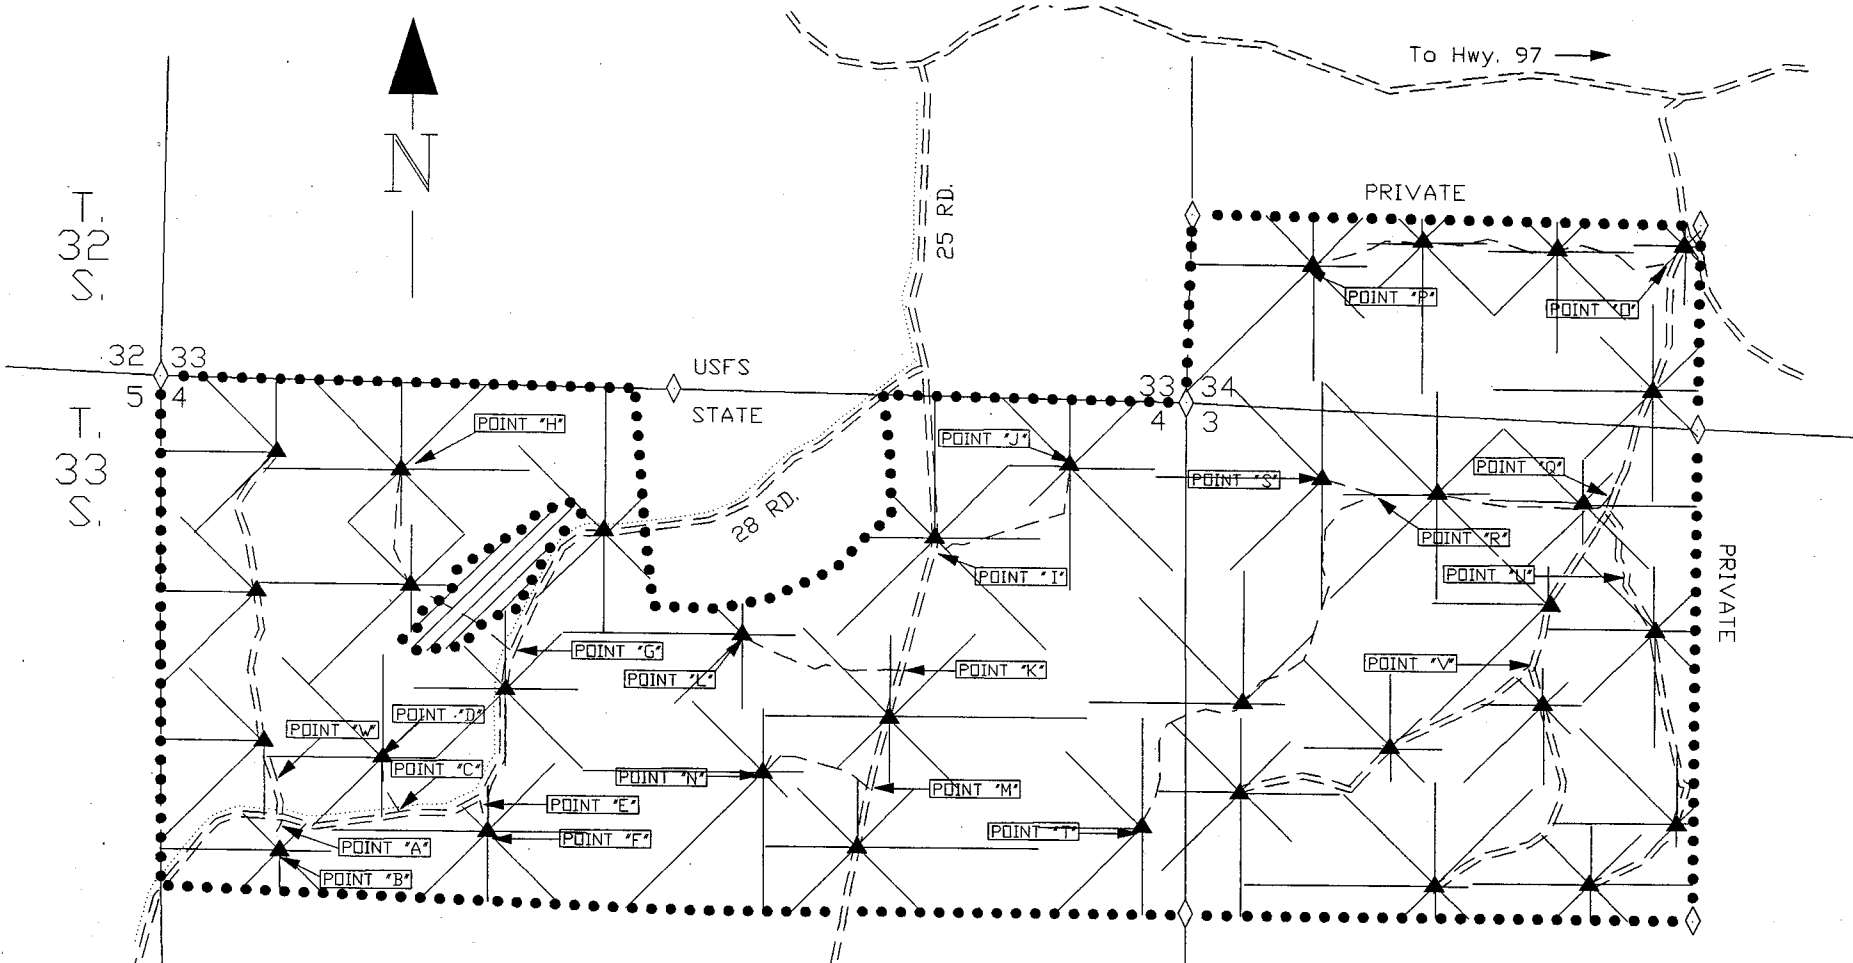 To Hwy. 97
N
T.
32
S.
25 RD.
PRIVATE
POINT "P"
POINT "O"
32 33
5 4
USFS
STATE
33 34
4 3
T.
33
S.
POINT "H"
POINT "J"
POINT "S"
POINT "Q"
28 RD.
POINT "R"
PRIVATE
POINT "I"
POINT "U"
POINT "G"
POINT "L"
POINT "K"
POINT "V"
POINT "D"
POINT "W"
POINT "C"
POINT "N"
POINT "M"
POINT "E"
POINT "T"
POINT "F"
POINT "A"
POINT "B"